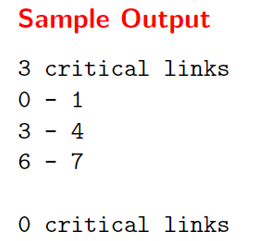 Sample Output
3 critical links
0 - 1
3 - 4
6 - 7
0 critical links